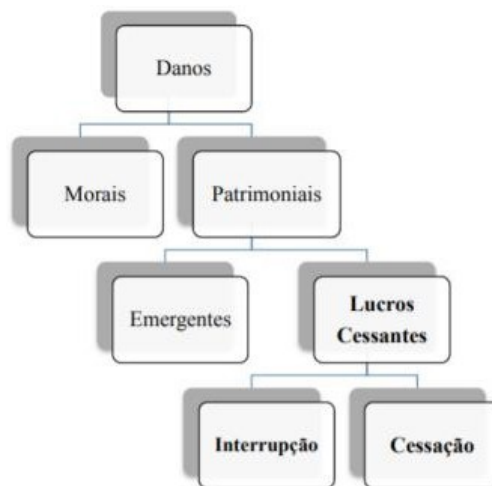 Danos
Morais
Patrimoniais
Emergentes
Lucros
Cessantes
Interrupção
Cessação